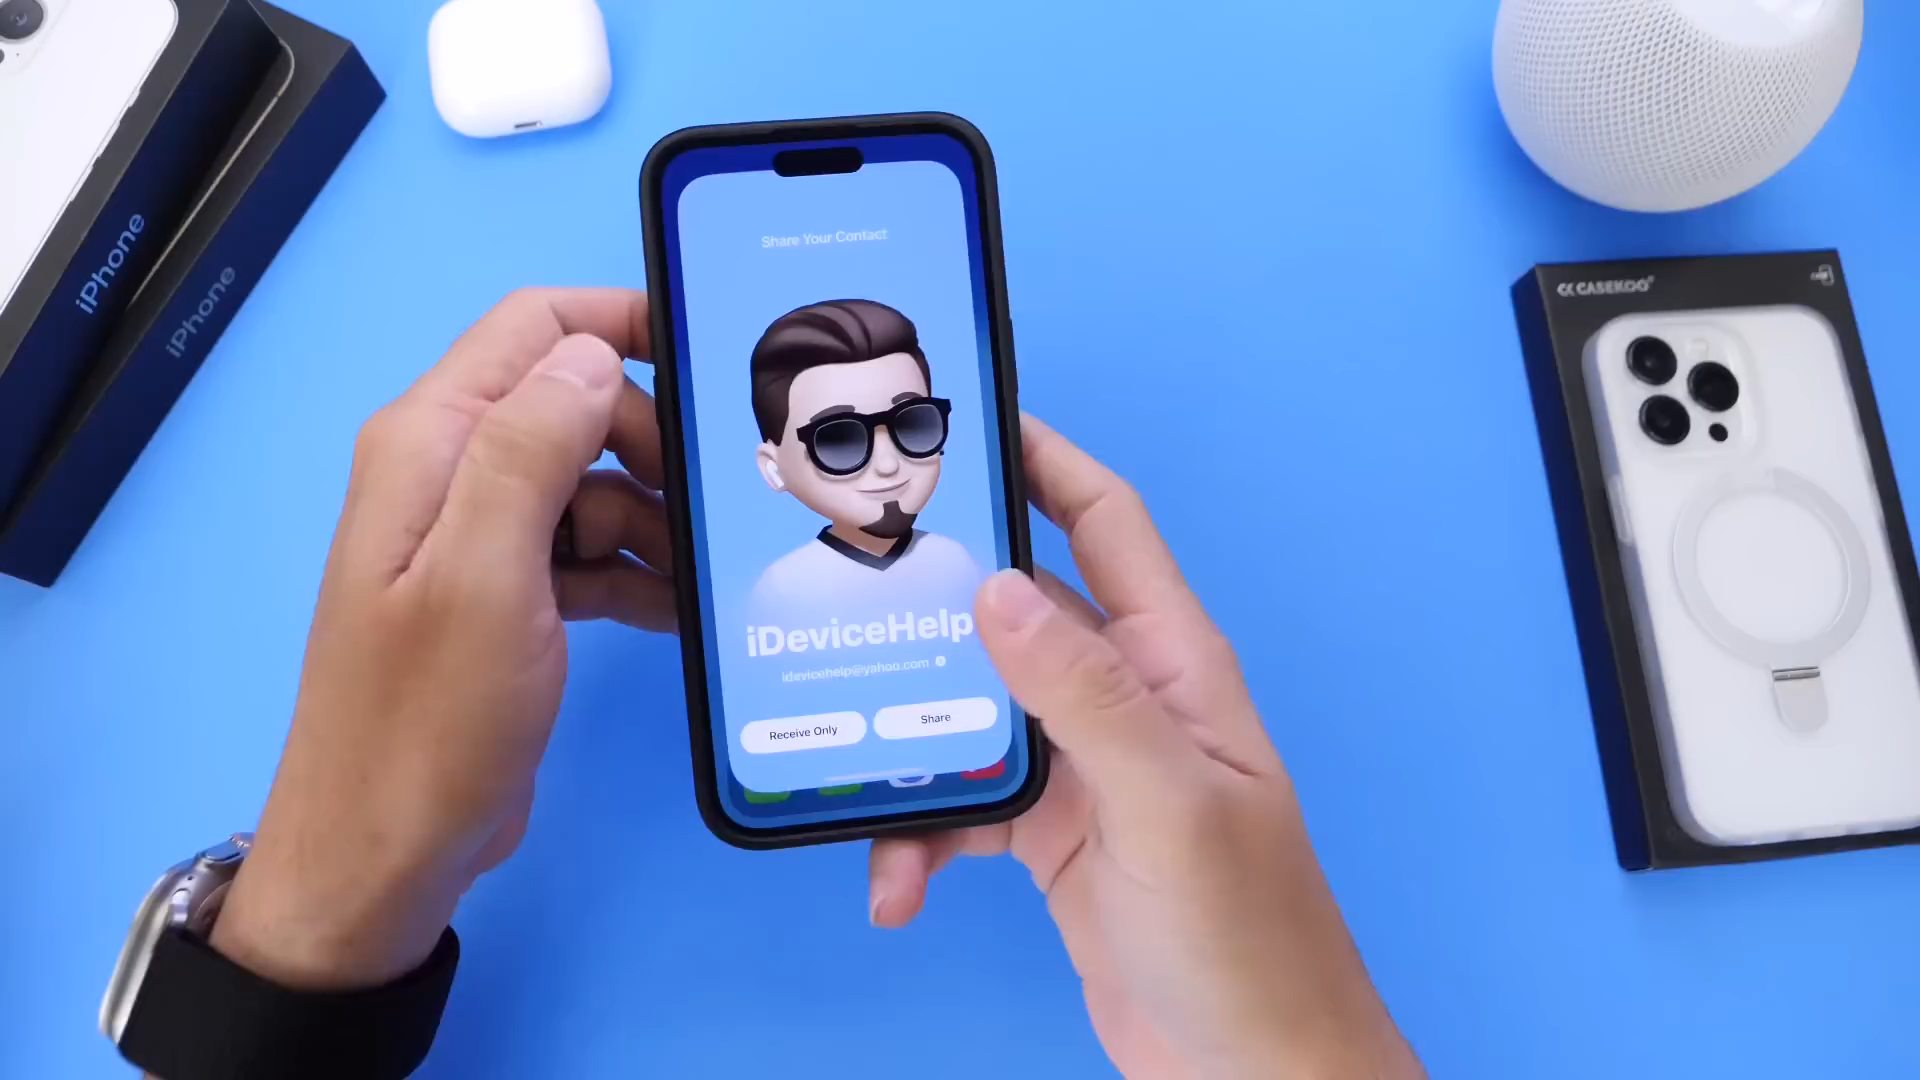 iPhone
iPhone
Share Your Contact
iDeviceHelp
idevicehelp@yahoo.com
Receive Only
Share
CASEKOO